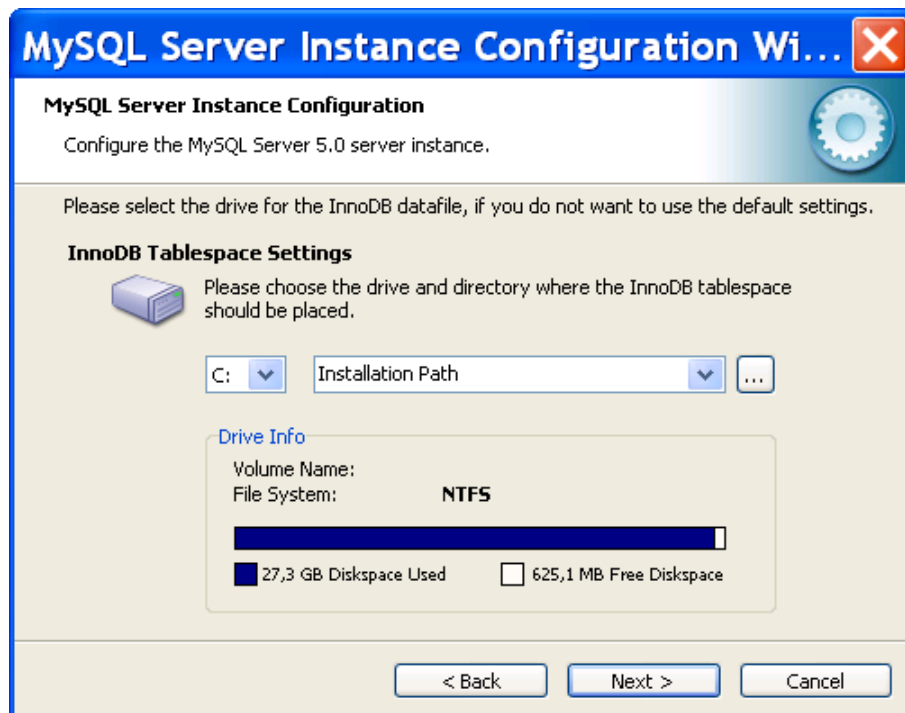 MySQL Server Instance Configuration Wi...
MySQL Server Instance Configuration
Configure the MySQL Server 5.0 server instance.
Please select the drive for the InnoDB datafile, if you do not want to use the default settings.
InnoDB Tablespace Settings
Please choose the drive and directory where the InnoDB tablespace
should be placed.
C: Installation Path ...
Drive Info
Volume Name:
File System: NTFS
27,3 GB Diskspace Used 625,1 MB Free Diskspace
< Back Next > Cancel